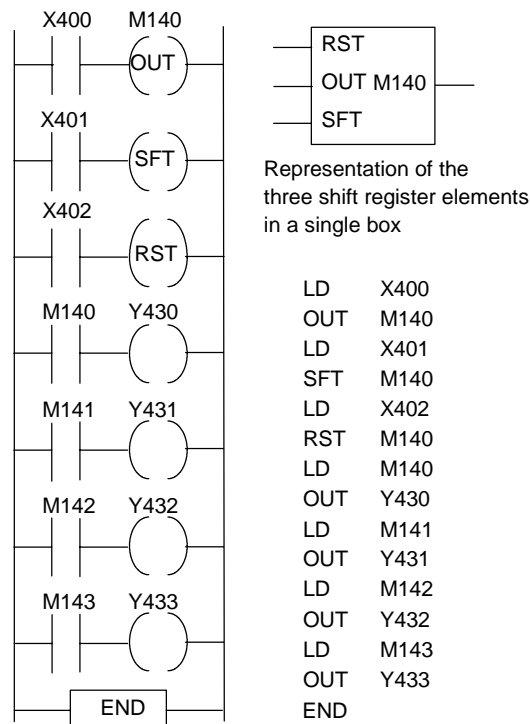 X400 M140
OUT
X401
SFT
X402
RST
M140 Y430
M141 Y431
M142 Y432
M143 Y433
END
RST
OUT M140
SFT
Representation of the
three shift register elements
in a single box
LD X400
OUT M140
LD X401
SFT M140
LD X402
RST M140
LD M140
OUT Y430
LD M141
OUT Y431
LD M142
OUT Y432
LD M143
OUT Y433
END